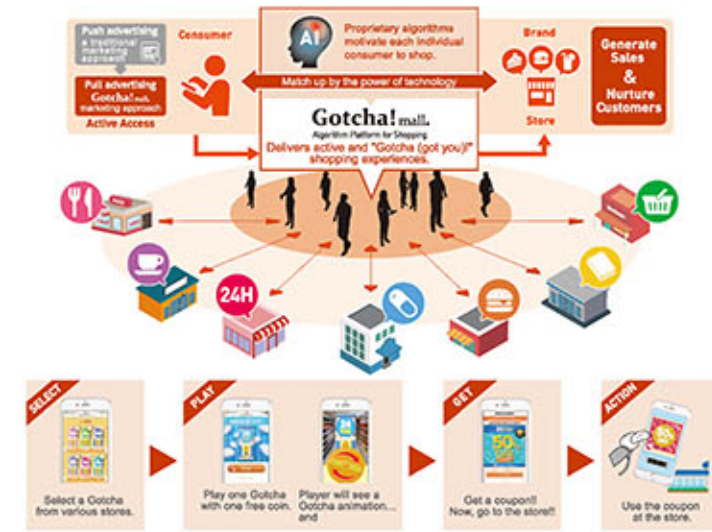 Push advertising
a traditional
marketing
approach
Pull advertising
Gotcha! mall.
marketing approach
Active Access
Consumer
AI
Proprietary algorithms
motivate each individual
consumer to shop.
Match up by the power of technology
Brand
Store
Generate
Sales
&
Nurture
Customers
Gotcha! mall.
Algorithm Platform for Shopping
Delivers active and "Gotcha (got you)!"
shopping experiences.
24H
SELECT
Select a Gotcha
from various stores.
PLAY
Play one Gotcha
with one free coin.
Player will see a
Gotcha animation...
and
GET
50%
Get a coupon!!
Now, go to the store!!
ACTION
Use the coupon
at the store.